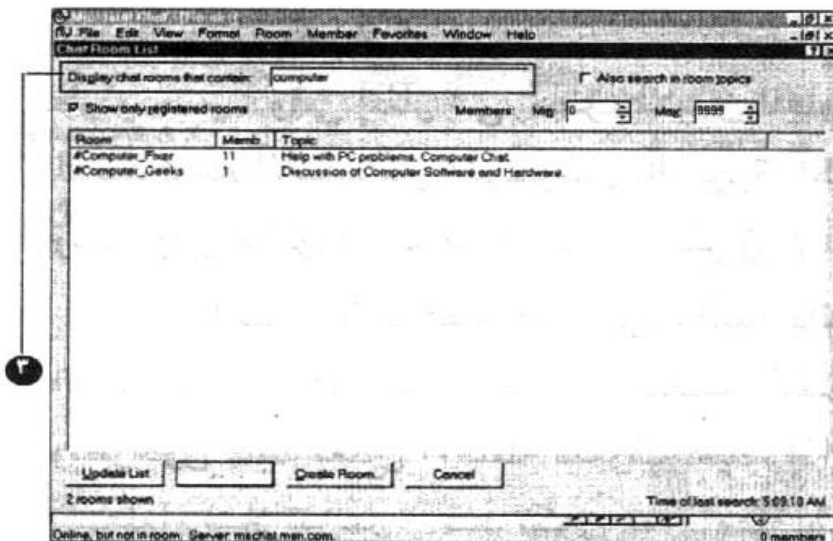 File Edit View Format Room Member Favorites Window Help
Chat Room List
Display chat rooms that contain: computer
Also search in room topics
Show only registered rooms
Members: Min: 0 Max: 9999
Room Memb... Topic
#Computer_Fixer 11 Help with PC problems, Computer Chat.
#Computer_Geeks 1 Discussion of Computer Software and Hardware.
٣
Update List Create Room... Cancel
2 rooms shown
Time of last search: 5:09:10 AM
Online, but not in room. Server: mschat.msn.com. 0 members